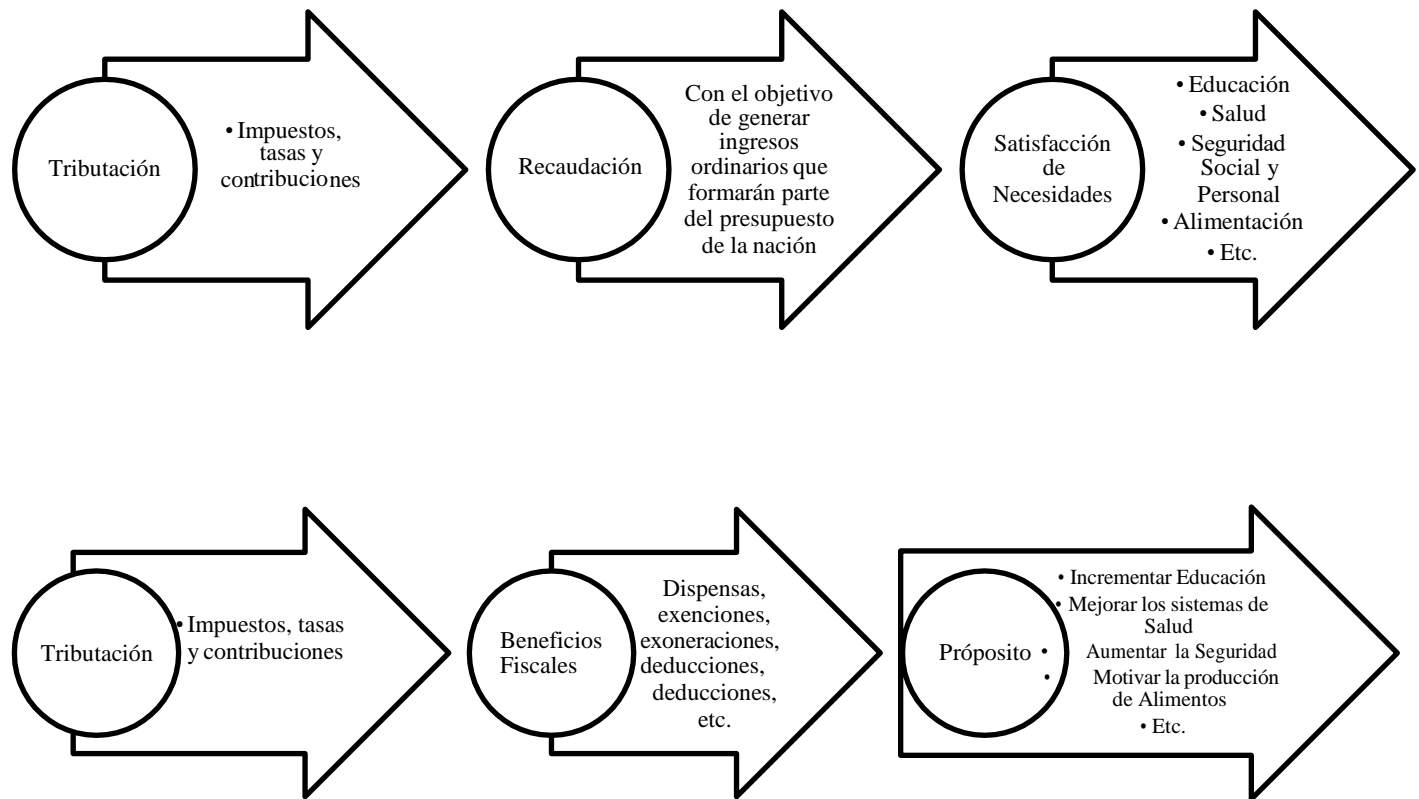 Tributación
• Impuestos,
tasas y
contribuciones
Recaudación
Con el objetivo
de generar
ingresos
ordinarios que
formarán parte
del presupuesto
de la nación
Satisfacción
de
Necesidades
• Educación
• Salud
• Seguridad
Social y
Personal
• Alimentación
• Etc.
Tributación
• Impuestos, tasas
y contribuciones
Beneficios
Fiscales
Dispensas,
exenciones,
exoneraciones,
deducciones,
deducciones,
etc.
Próposito
• Incrementar Educación
• Mejorar los sistemas de
Salud
• Aumentar la Seguridad
• Motivar la producción
de Alimentos
• Etc.